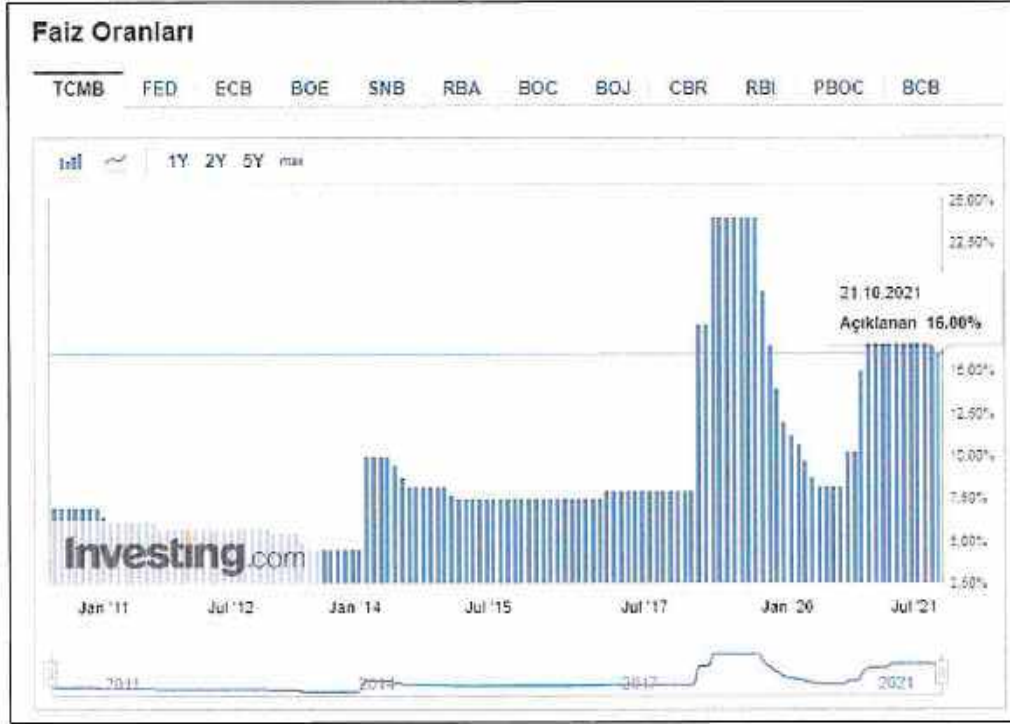 Faiz Oranları
TCMB FED ECB BOE SNB RBA BOC BOJ CBR RBI PBOC BCB
1Y 2Y 5Y max
25.00%
22.50%
21.10.2021
Açıklanan 16.00%
15.00%
12.50%
10.00%
7.50%
5.00%
2.50%
Investing.com
Jan '11 Jul '12 Jan '14 Jul '15 Jul '17 Jan '20 Jul '21
2011 2014 2017 2021